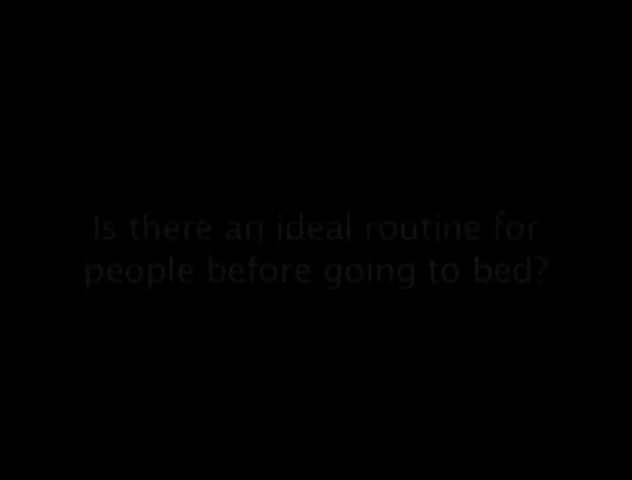 Is there an ideal routine for
people before going to bed?